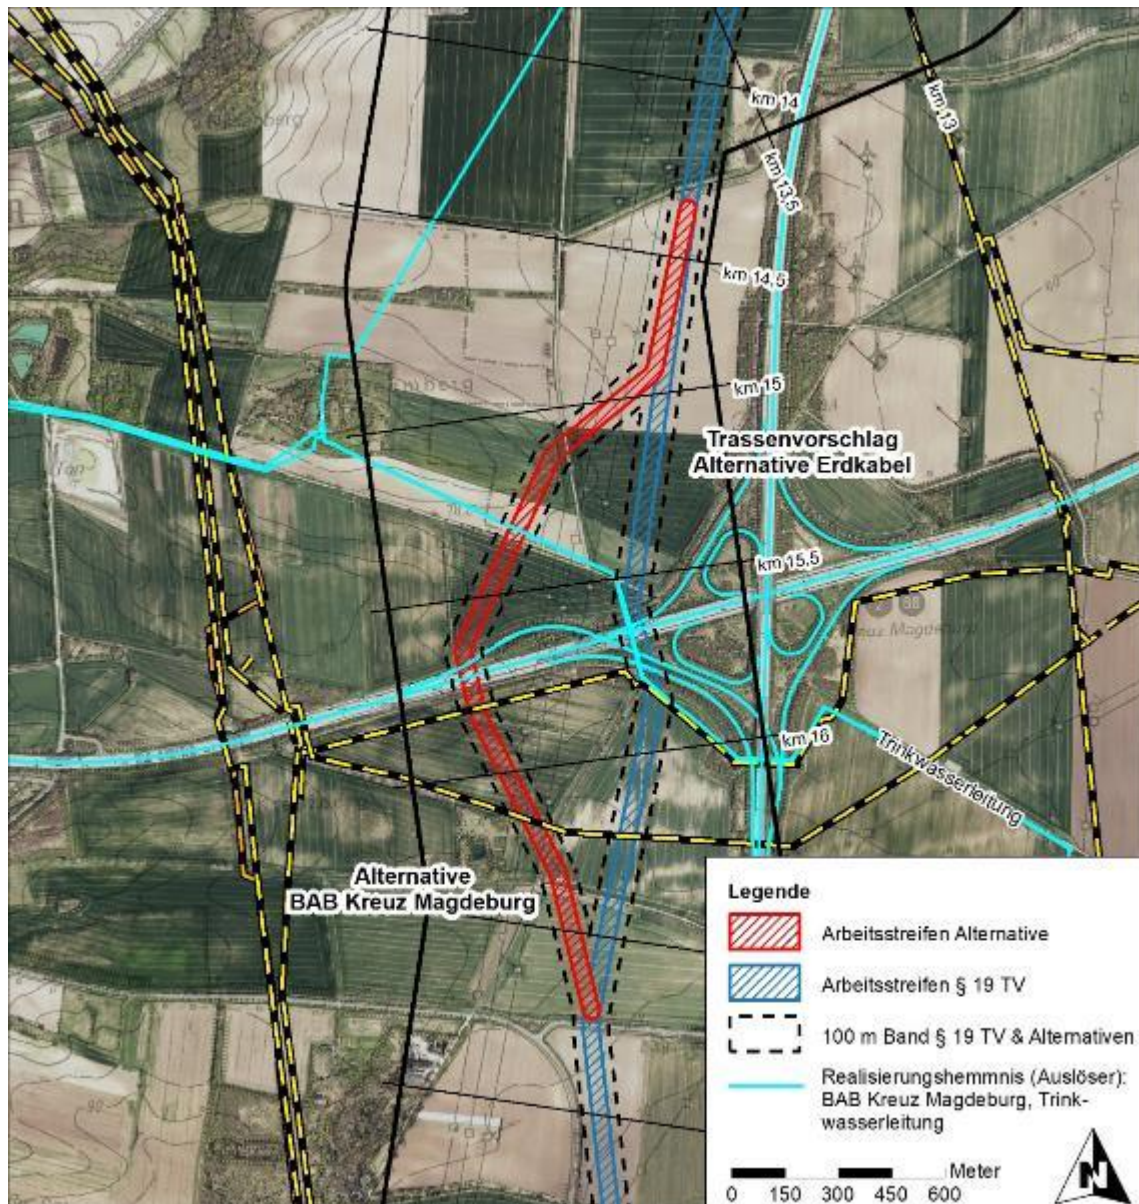 km 14
km 13
km 13,5
km 14,5
km 15
Trassenvorschlag
Alternative Erdkabel
km 15,5
km 16
Trinkwasserleitung
Alternative
BAB Kreuz Magdeburg
90
Legende
Arbeitsstreifen Alternative
Arbeitsstreifen § 19 TV
100 m Band § 19 TV & Alternativen
Realisierungshemmnis (Auslöser):
BAB Kreuz Magdeburg, Trink-
wasserleitung
Meter
0 150 300 450 600
N